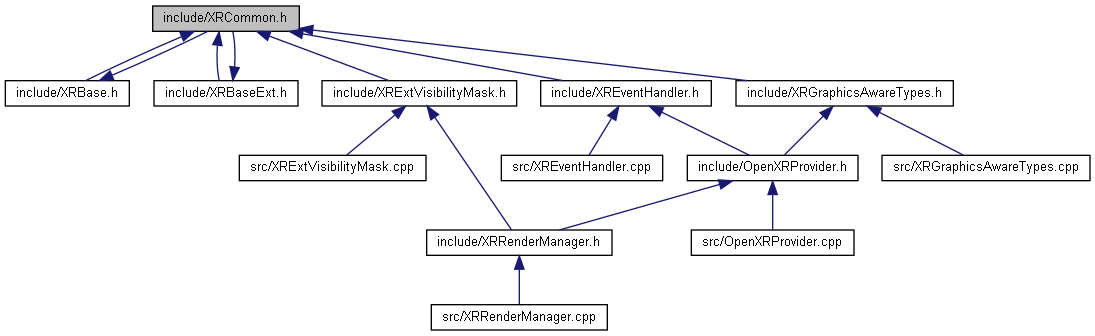 include/XRCommon.h
include/XRBase.h
include/XRBaseExt.h
include/XRExtVisibilityMask.h
include/XREventHandler.h
include/XRGraphicsAwareTypes.h
src/XRExtVisibilityMask.cpp
src/XREventHandler.cpp
include/OpenXRProvider.h
src/XRGraphicsAwareTypes.cpp
include/XRRenderManager.h
src/OpenXRProvider.cpp
src/XRRenderManager.cpp